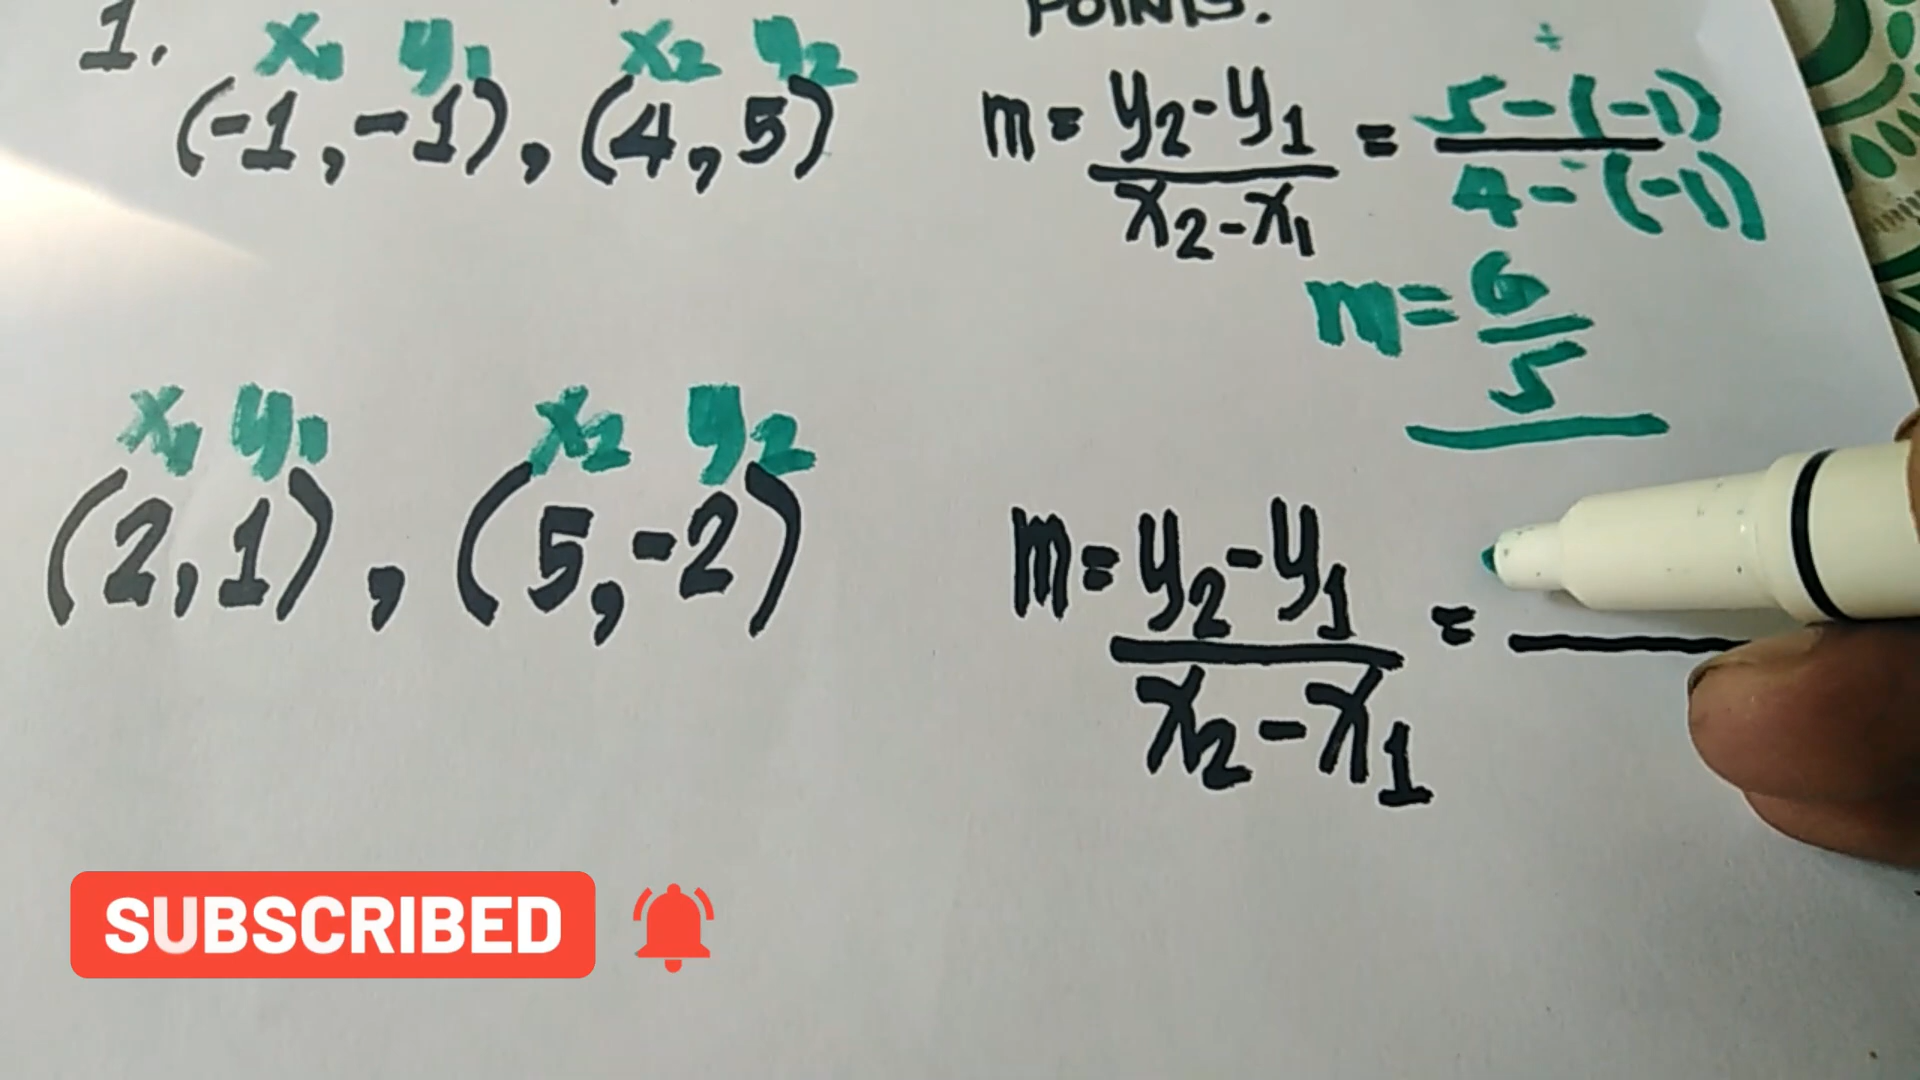 POINTS.
1. x1 y1 x2 y2
(-1, -1), (4, 5)
m = y2-y1 / x2-x1 = 5-(-1) / 4-(-1)
m = 6/5
x1 y1 x2 y2
(2, 1), (5, -2)
m = y2-y1 / x2-x1 =
SUBSCRIBED